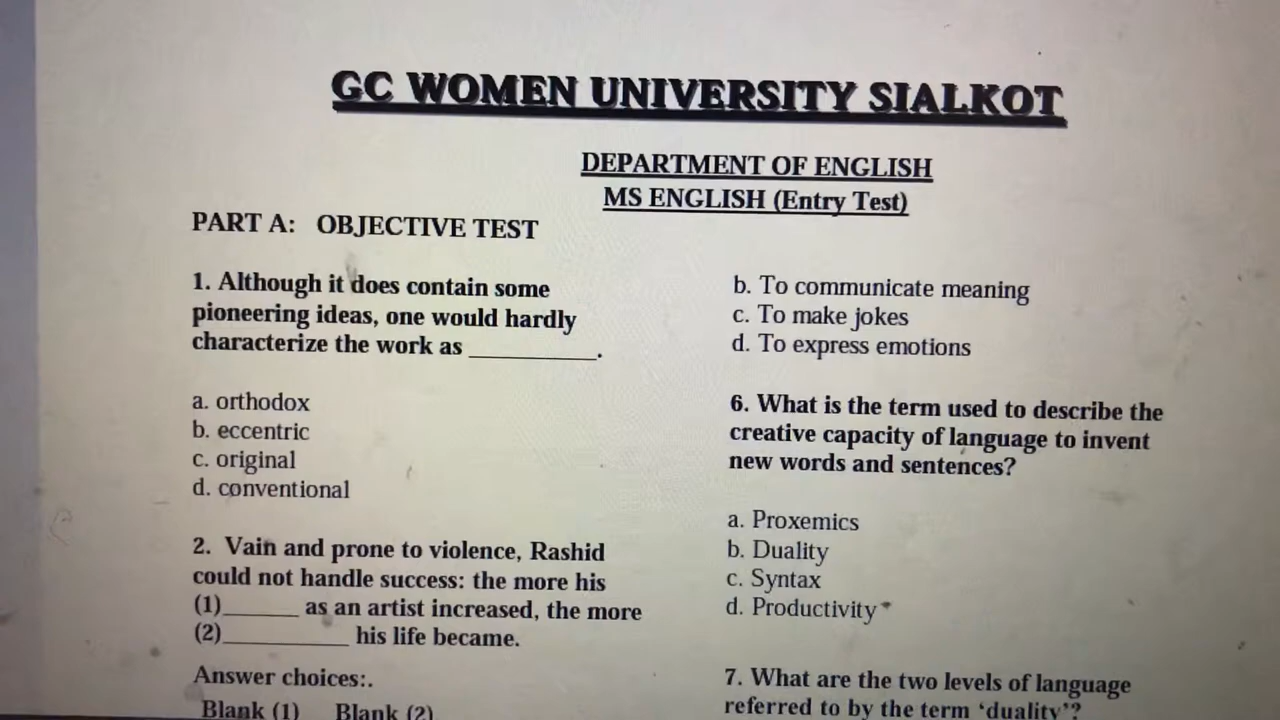 GC WOMEN UNIVERSITY SIALKOT
DEPARTMENT OF ENGLISH
MS ENGLISH (Entry Test)
PART A: OBJECTIVE TEST
1. Although it does contain some
pioneering ideas, one would hardly
characterize the work as ___________.
a. orthodox
b. eccentric
c. original
d. conventional
2. Vain and prone to violence, Rashid
could not handle success: the more his
(1)______ as an artist increased, the more
(2)__________ his life became.
Answer choices:.
Blank (1) Blank (2)
b. To communicate meaning
c. To make jokes
d. To express emotions
6. What is the term used to describe the
creative capacity of language to invent
new words and sentences?
a. Proxemics
b. Duality
c. Syntax
d. Productivity
7. What are the two levels of language
referred to by the term ‘duality’?